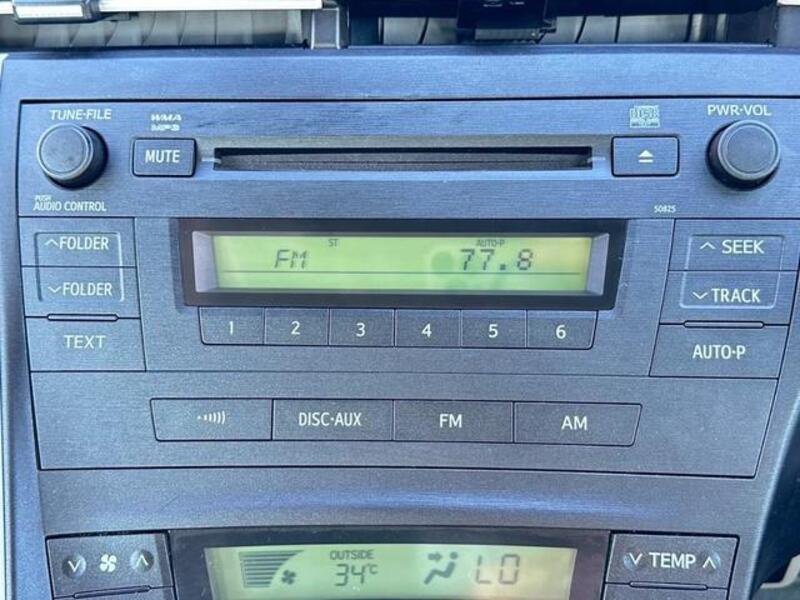 TUNE·FILE WMA MP3 PWR·VOL
MUTE
PUSH
AUDIO CONTROL
50825
FOLDER ST AUTO-P SEEK
FM 77.8
FOLDER TRACK
TEXT 1 2 3 4 5 6 AUTO·P
DISC·AUX FM AM
OUTSIDE
34°C LO
TEMP